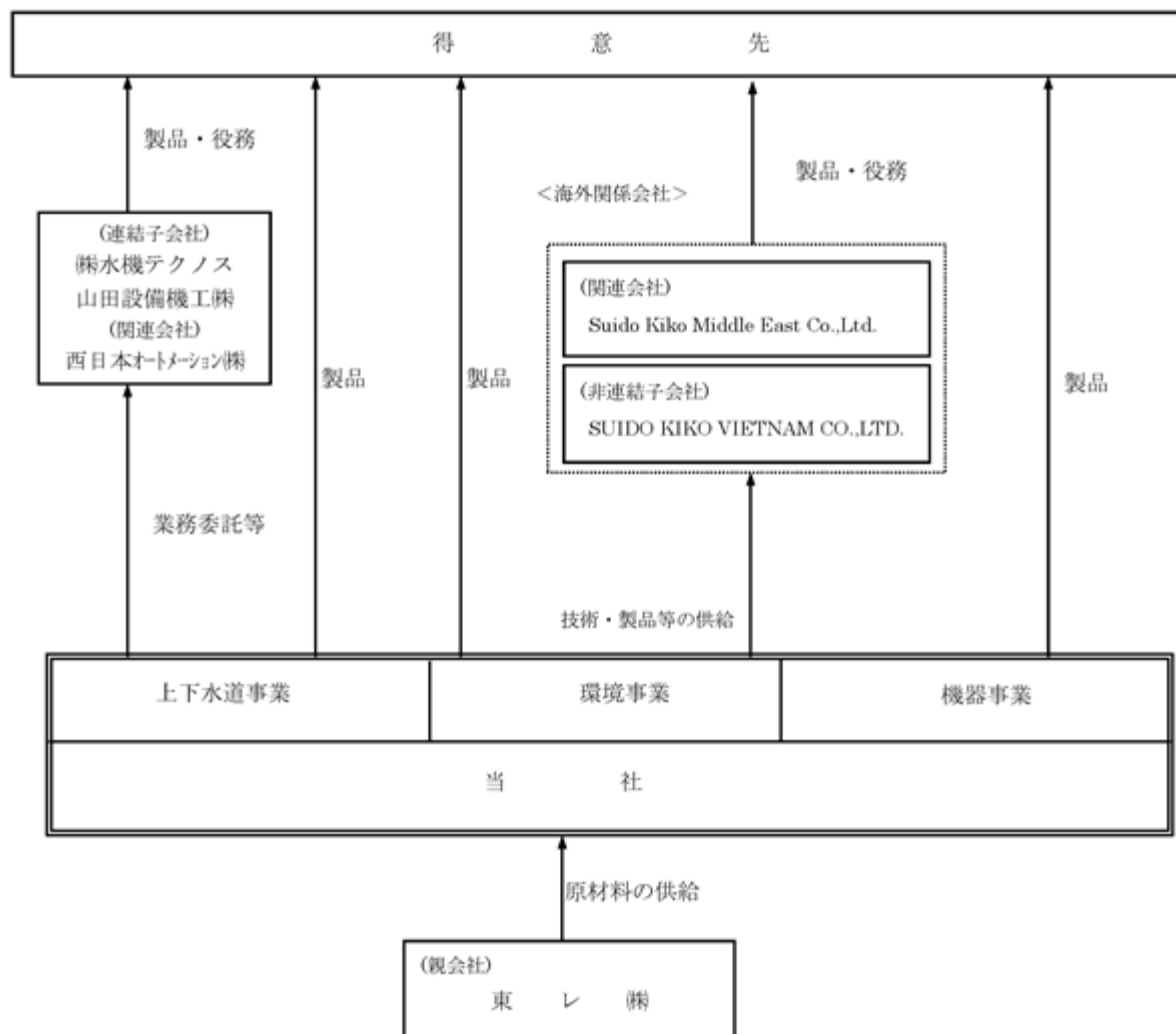 得意先
製品・役務
製品・役務
<海外関係会社>
(連結子会社)
㈱水機テクノス
山田設備機工㈱
(関連会社)
西日本ｵｰﾄﾒｰｼｮﾝ㈱
(関連会社)
Suido Kiko Middle East Co.,Ltd.
(非連結子会社)
SUIDO KIKO VIETNAM CO.,LTD.
製品
製品
製品
業務委託等
技術・製品等の供給
上下水道事業
環境事業
機器事業
当社
原材料の供給
(親会社)
東レ㈱